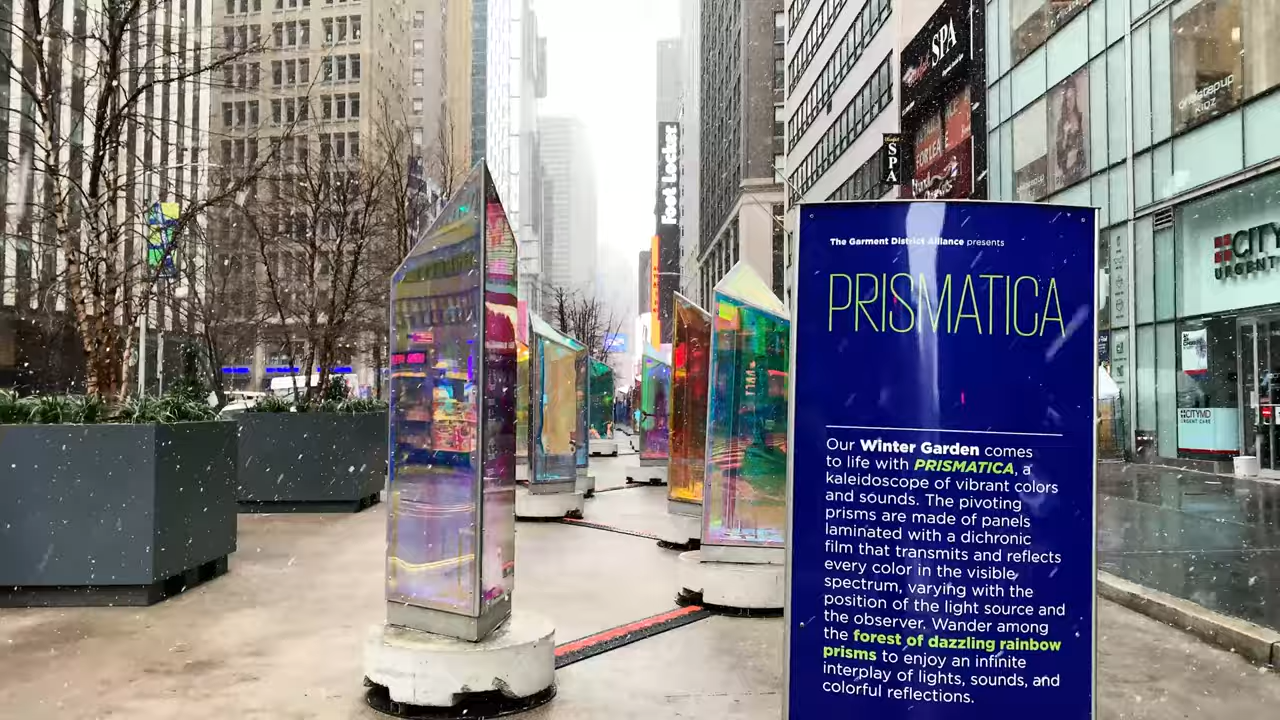 SPA
SPA
FOR LEASE
Foot Locker
onestepup
KIDZ
CITYMD
URGENT
CITYMD
URGENT CARE
The Garment District Alliance presents
PRISMATICA
Our Winter Garden comes
to life with PRISMATICA, a
kaleidoscope of vibrant colors
and sounds. The pivoting
prisms are made of panels
laminated with a dichronic
film that transmits and reflects
every color in the visible
spectrum, varying with the
position of the light source and
the observer. Wander among
the forest of dazzling rainbow
prisms to enjoy an infinite
interplay of lights, sounds, and
colorful reflections.